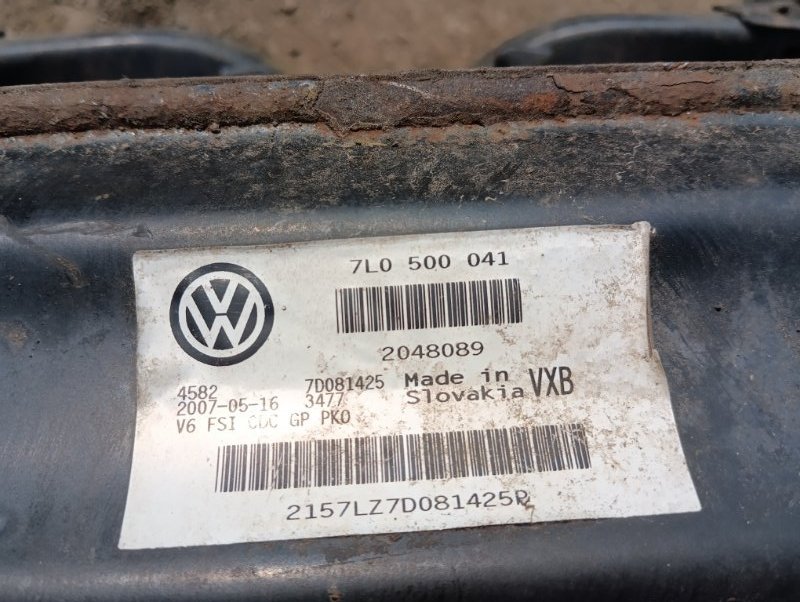 7L0 500 041
2048089
4582 7D081425 Made in VXB
2007-05-16 3477 Slovakia
V6 FSI CDC GP PKO
2157LZ7D081425R